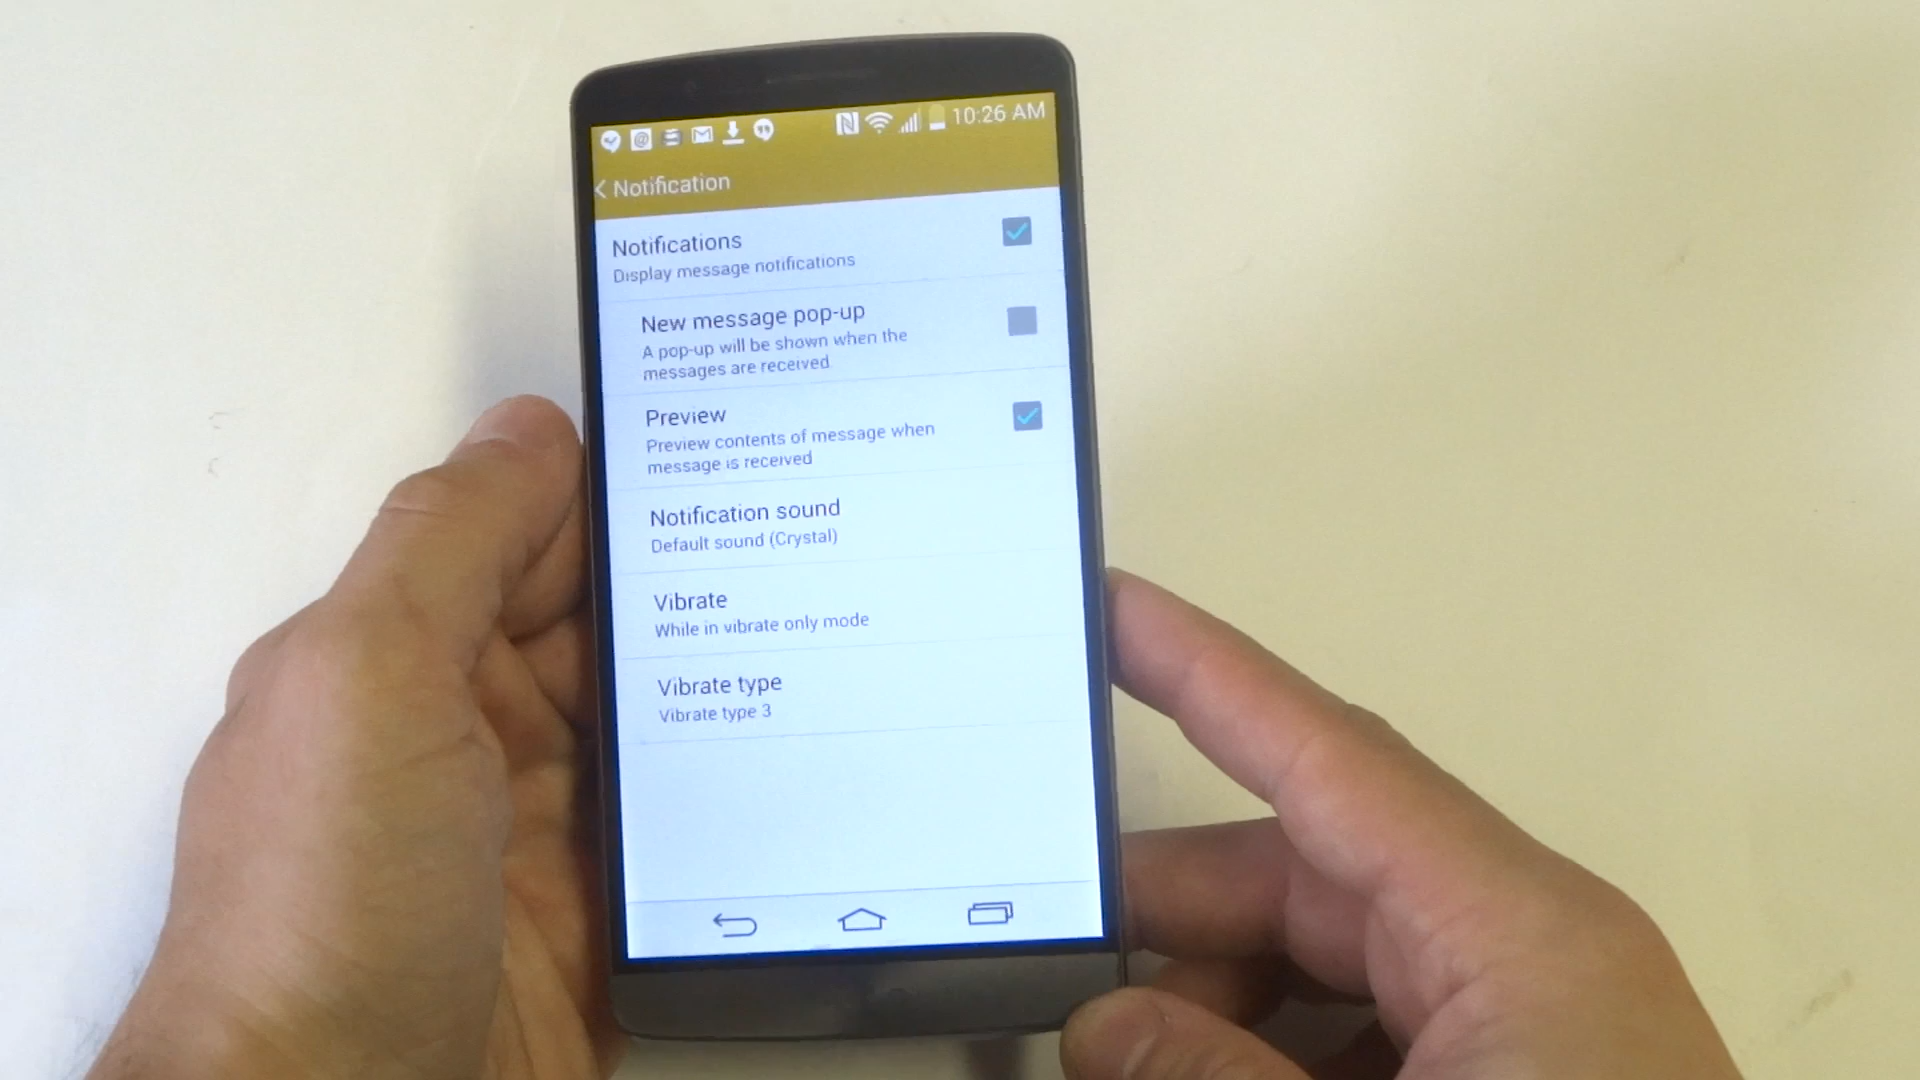 10:26 AM
Notification
Notifications
Display message notifications
New message pop-up
A pop-up will be shown when the
messages are received
Preview
Preview contents of message when
message is received
Notification sound
Default sound (Crystal)
Vibrate
While in vibrate only mode
Vibrate type
Vibrate type 3